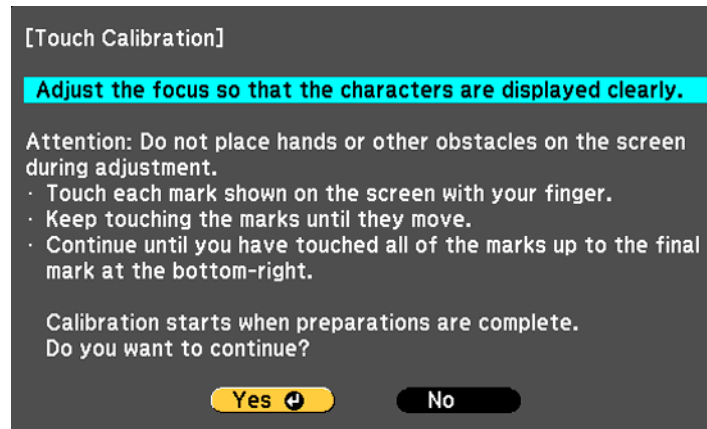 [Touch Calibration]
Adjust the focus so that the characters are displayed clearly.
Attention: Do not place hands or other obstacles on the screen
during adjustment.
· Touch each mark shown on the screen with your finger.
· Keep touching the marks until they move.
· Continue until you have touched all of the marks up to the final
mark at the bottom-right.
Calibration starts when preparations are complete.
Do you want to continue?
Yes No